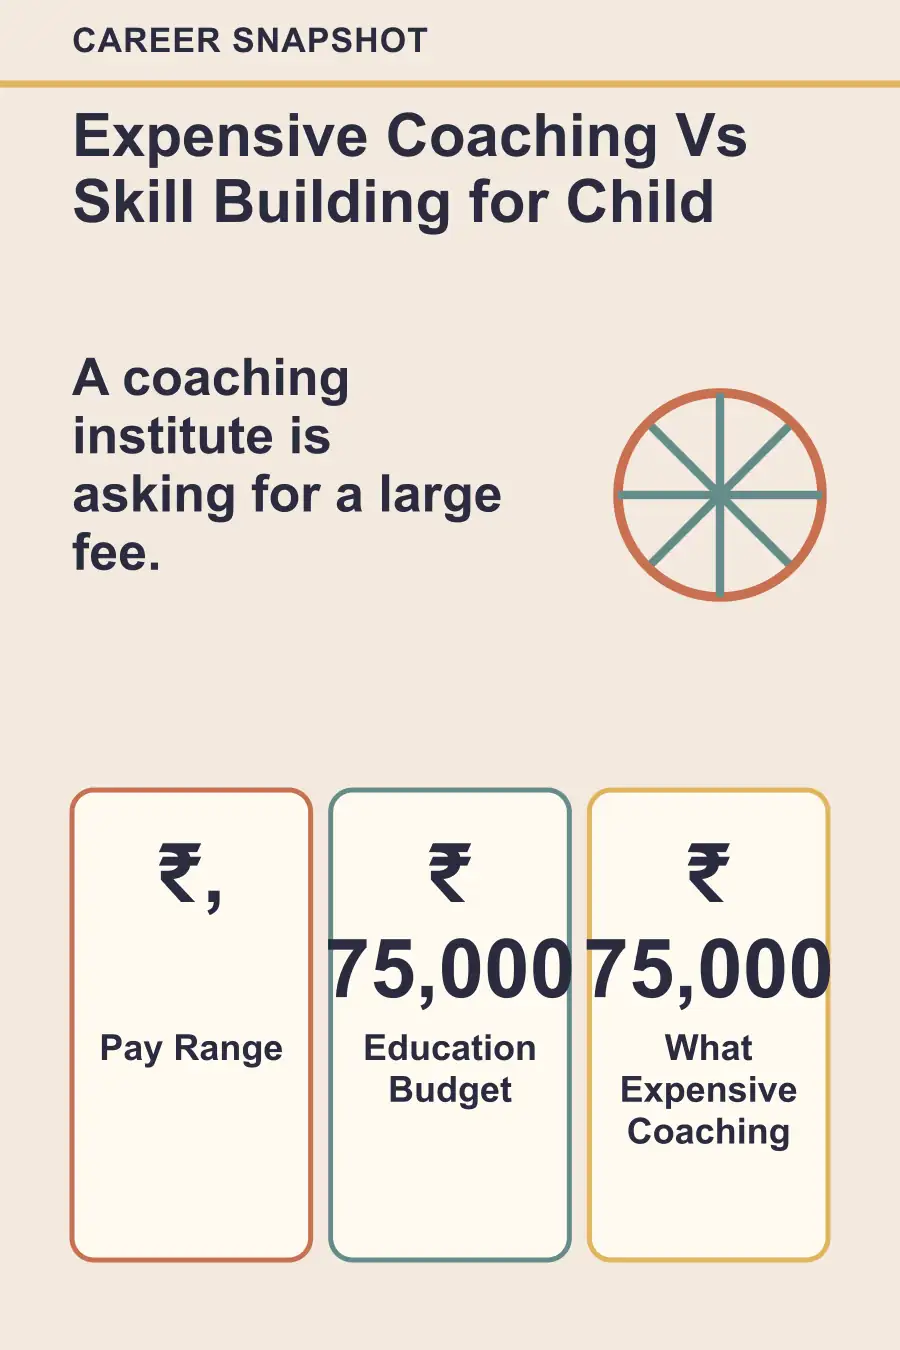 CAREER SNAPSHOT
Expensive Coaching Vs
Skill Building for Child
A coaching
institute is
asking for a large
fee.
₹,
Pay Range
₹
75,000
Education
Budget
₹
75,000
What
Expensive
Coaching